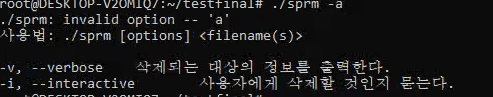 root@DESKTOP-V2OMIQ7:~/testfinal# ./sprm -a
./sprm: invalid option -- 'a'
사용법: ./sprm [options] <filename(s)>
-v, --verbose 삭제되는 대상의 정보를 출력한다.
-i, --interactive 사용자에게 삭제할 것인지 묻는다.